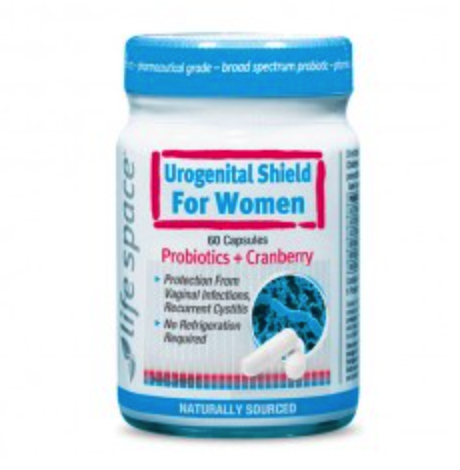 pharmaceutical grade – broad spectrum probiotic -
Urogenital Shield
For Women
60 Capsules
Probiotics + Cranberry
Protection From
Vaginal Infections,
Recurrent Cystitis
No Refrigeration
Required
life space
NATURALLY SOURCED